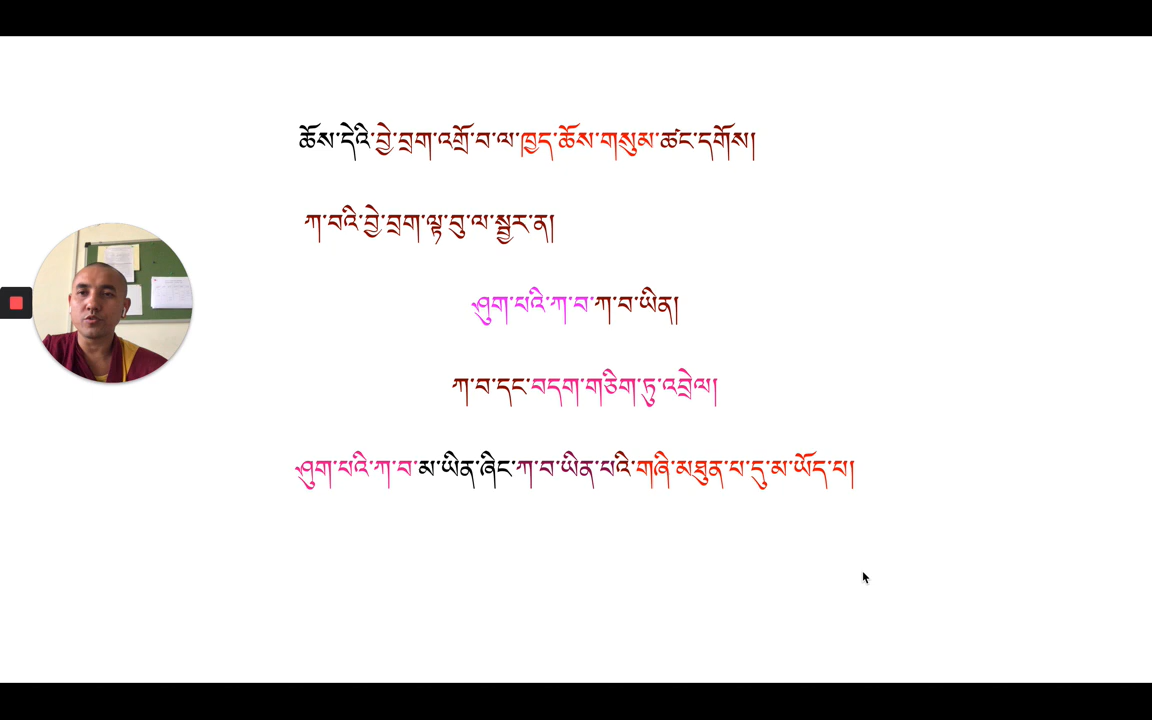 ཆོས་དེའི་བྱེ་བྲག་འགྲོ་བ་ལ་ཁྱད་ཆོས་གསུམ་ཚང་དགོས།
ཀ་བའི་བྱེ་བྲག་ལྟ་བུ་ལ་སྦྱར་ན།
ཤུག་པའི་ཀ་བ་ཀ་བ་ཡིན།
ཀ་བ་དང་བདག་གཅིག་ཏུ་འབྲེལ།
ཤུག་པའི་ཀ་བ་མ་ཡིན་ཞིང་ཀ་བ་ཡིན་པའི་གཞི་མཐུན་པ་དུ་མ་ཡོད་པ།